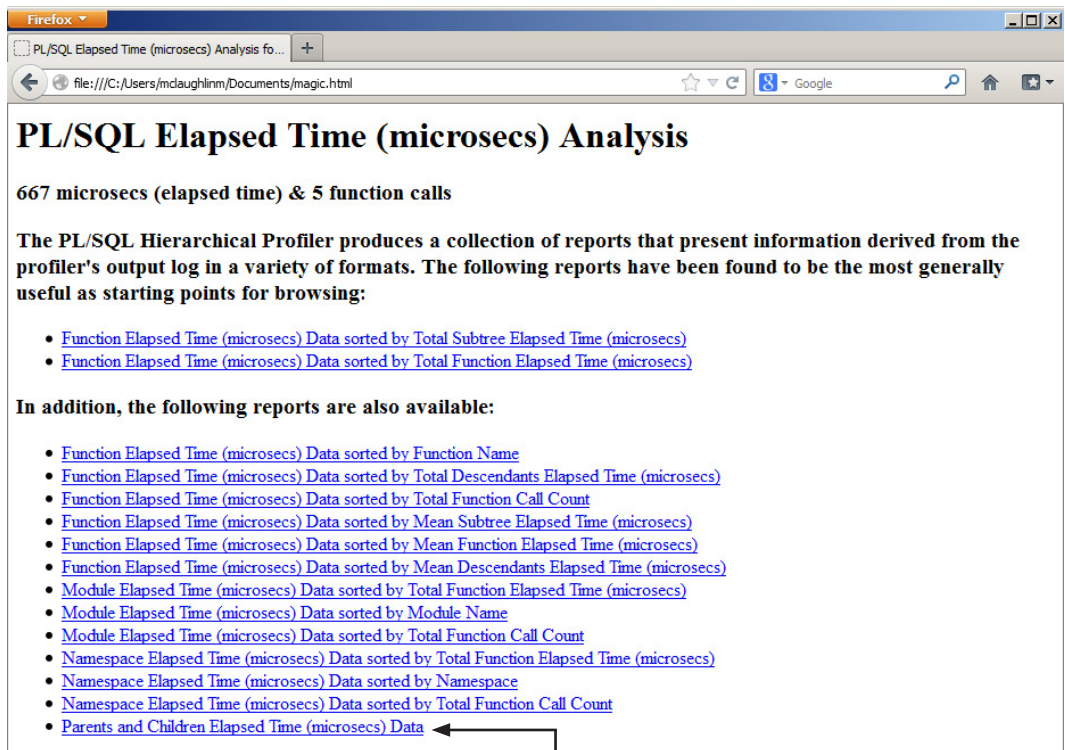 Firefox
PL/SQL Elapsed Time (microsecs) Analysis fo...
file:///C:/Users/mclaughlinm/Documents/magic.html
Google
PL/SQL Elapsed Time (microsecs) Analysis
667 microsecs (elapsed time) & 5 function calls
The PL/SQL Hierarchical Profiler produces a collection of reports that present information derived from the
profiler's output log in a variety of formats. The following reports have been found to be the most generally
useful as starting points for browsing:
Function Elapsed Time (microsecs) Data sorted by Total Subtree Elapsed Time (microsecs)
Function Elapsed Time (microsecs) Data sorted by Total Function Elapsed Time (microsecs)
In addition, the following reports are also available:
Function Elapsed Time (microsecs) Data sorted by Function Name
Function Elapsed Time (microsecs) Data sorted by Total Descendants Elapsed Time (microsecs)
Function Elapsed Time (microsecs) Data sorted by Total Function Call Count
Function Elapsed Time (microsecs) Data sorted by Mean Subtree Elapsed Time (microsecs)
Function Elapsed Time (microsecs) Data sorted by Mean Function Elapsed Time (microsecs)
Function Elapsed Time (microsecs) Data sorted by Mean Descendants Elapsed Time (microsecs)
Module Elapsed Time (microsecs) Data sorted by Total Function Elapsed Time (microsecs)
Module Elapsed Time (microsecs) Data sorted by Module Name
Module Elapsed Time (microsecs) Data sorted by Total Function Call Count
Namespace Elapsed Time (microsecs) Data sorted by Total Function Elapsed Time (microsecs)
Namespace Elapsed Time (microsecs) Data sorted by Namespace
Namespace Elapsed Time (microsecs) Data sorted by Total Function Call Count
Parents and Children Elapsed Time (microsecs) Data